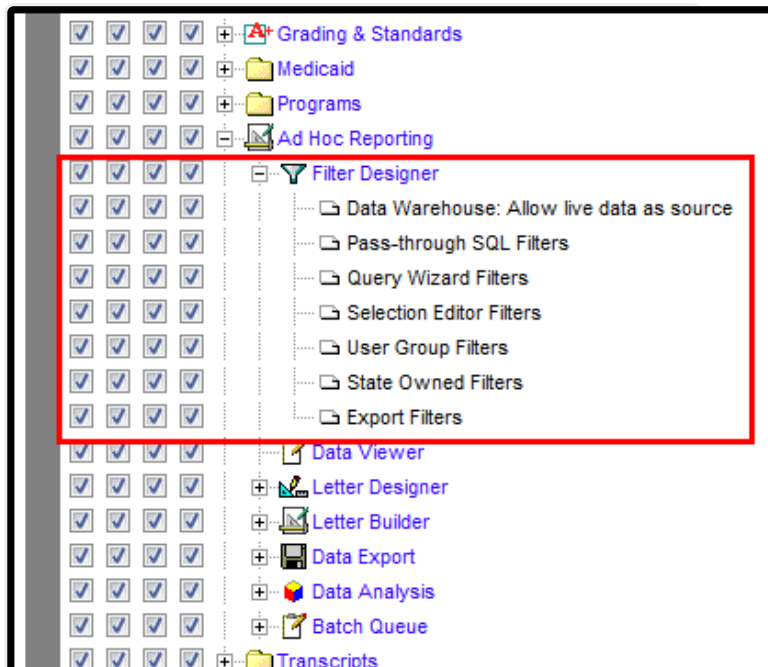 A+ Grading & Standards
Medicaid
Programs
Ad Hoc Reporting
Filter Designer
Data Warehouse: Allow live data as source
Pass-through SQL Filters
Query Wizard Filters
Selection Editor Filters
User Group Filters
State Owned Filters
Export Filters
Data Viewer
Letter Designer
Letter Builder
Data Export
Data Analysis
Batch Queue
Transcripts